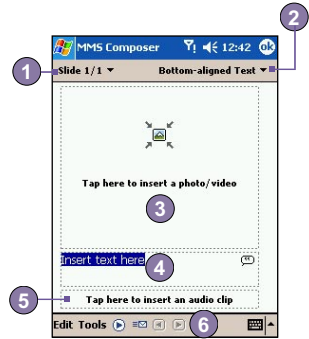 2
MMS Composer 12:42 ok
1
Slide 1/1 Bottom-aligned Text
Tap here to insert a photo/video
3
Insert text here
4
5
Tap here to insert an audio clip
Edit Tools
6